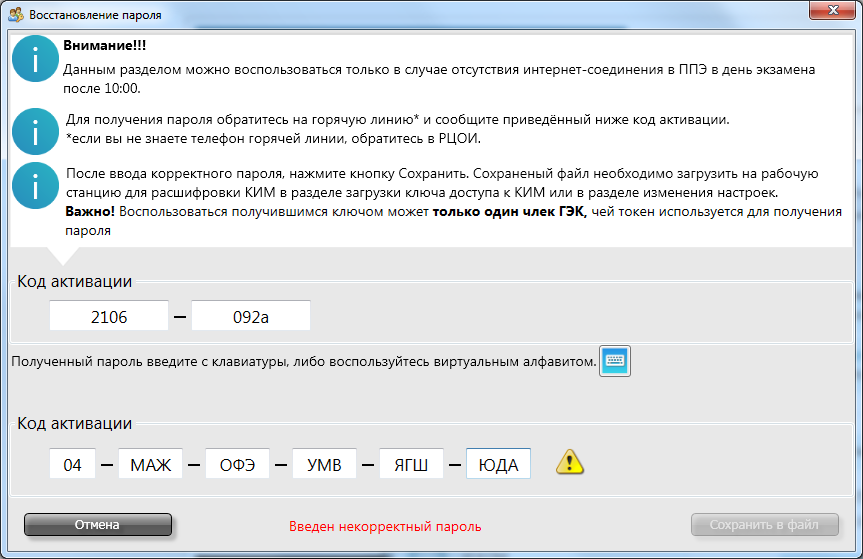 Восстановление пароля
Внимание!!!
Данным разделом можно воспользоваться только в случае отсутствия интернет-соединения в ППЭ в день экзамена
после 10:00.
Для получения пароля обратитесь на горячую линию* и сообщите приведённый ниже код активации.
*если вы не знаете телефон горячей линии, обратитесь в РЦОИ.
После ввода корректного пароля, нажмите кнопку Сохранить. Сохраненый файл необходимо загрузить на рабочую
станцию для расшифровки КИМ в разделе загрузки ключа доступа к КИМ или в разделе изменения настроек.
Важно! Воспользоваться получившимся ключом может только один члек ГЭК, чей токен используется для получения
пароля
Код активации
2106 – 092a
Полученный пароль введите с клавиатуры, либо воспользуйтесь виртуальным алфавитом.
Код активации
04 – МАЖ – ОФЭ – УМВ – ЯГШ – ЮДА
Отмена
Введен некорректный пароль
Сохранить в файл